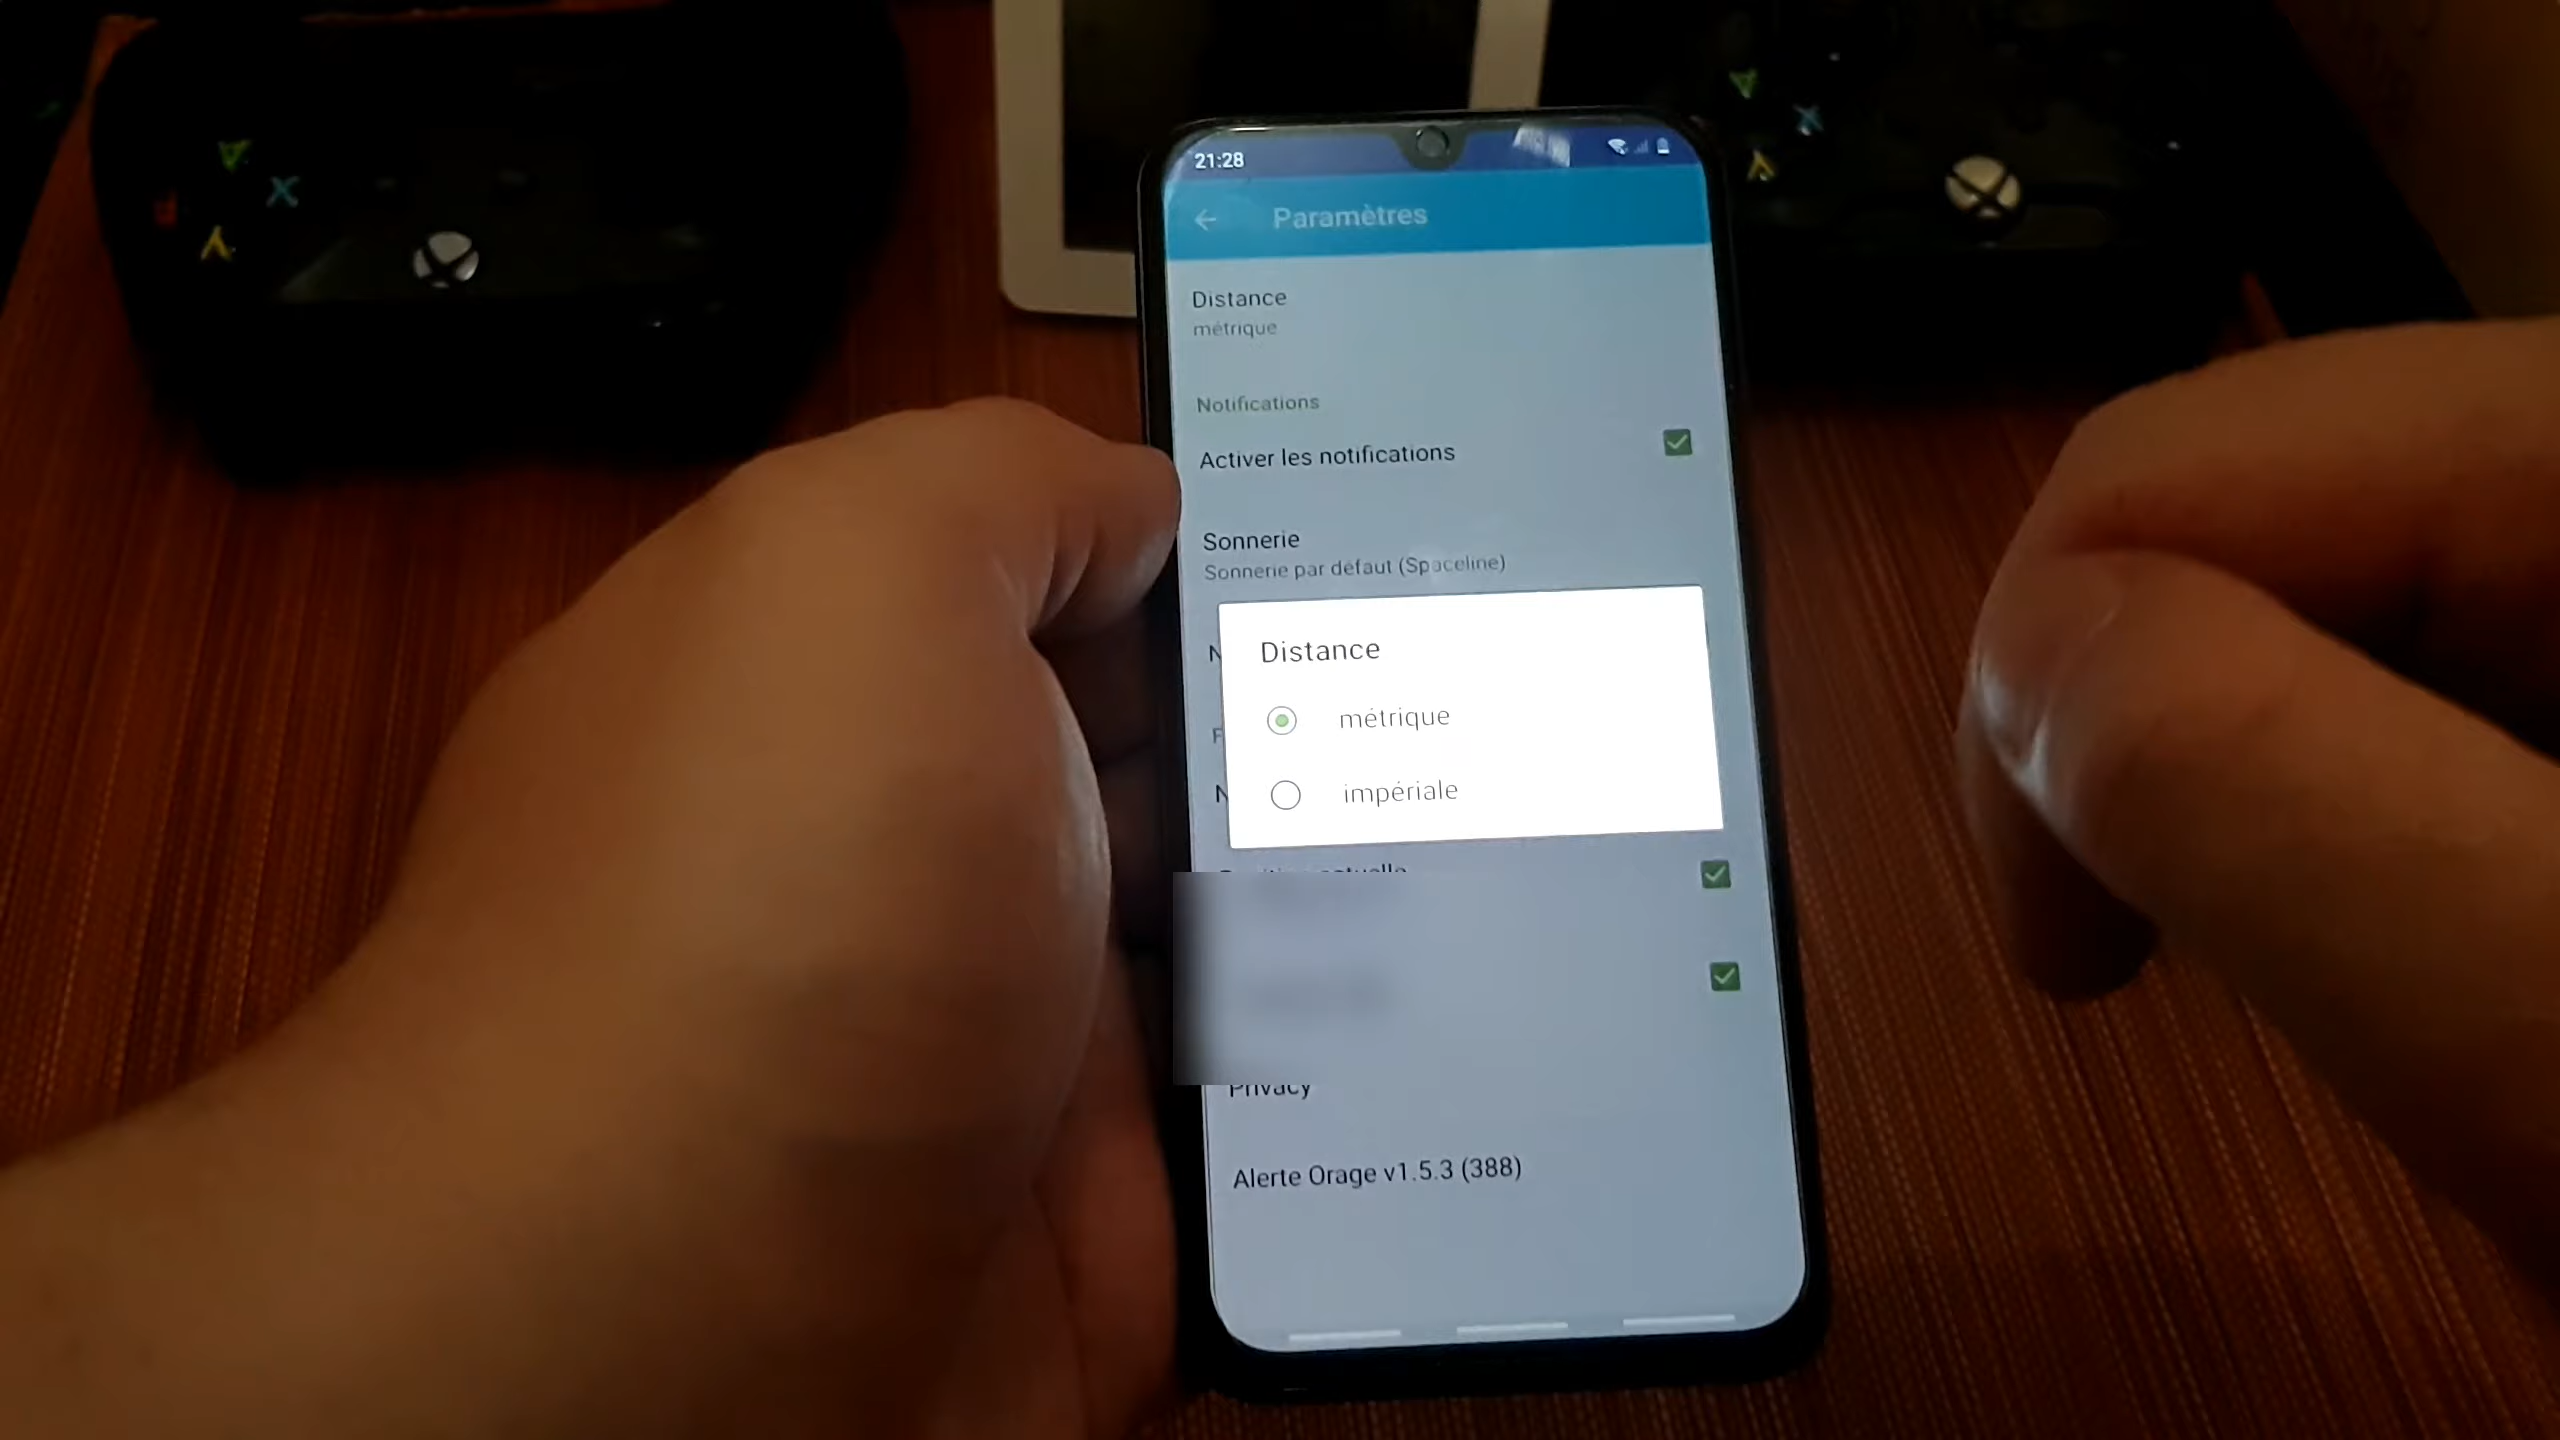 21:28
Paramètres
Distance
métrique
Notifications
Activer les notifications
Sonnerie
Sonnerie par défaut (Spaceline)
Distance
métrique
impériale
Privacy
Alerte Orage v1.5.3 (388)